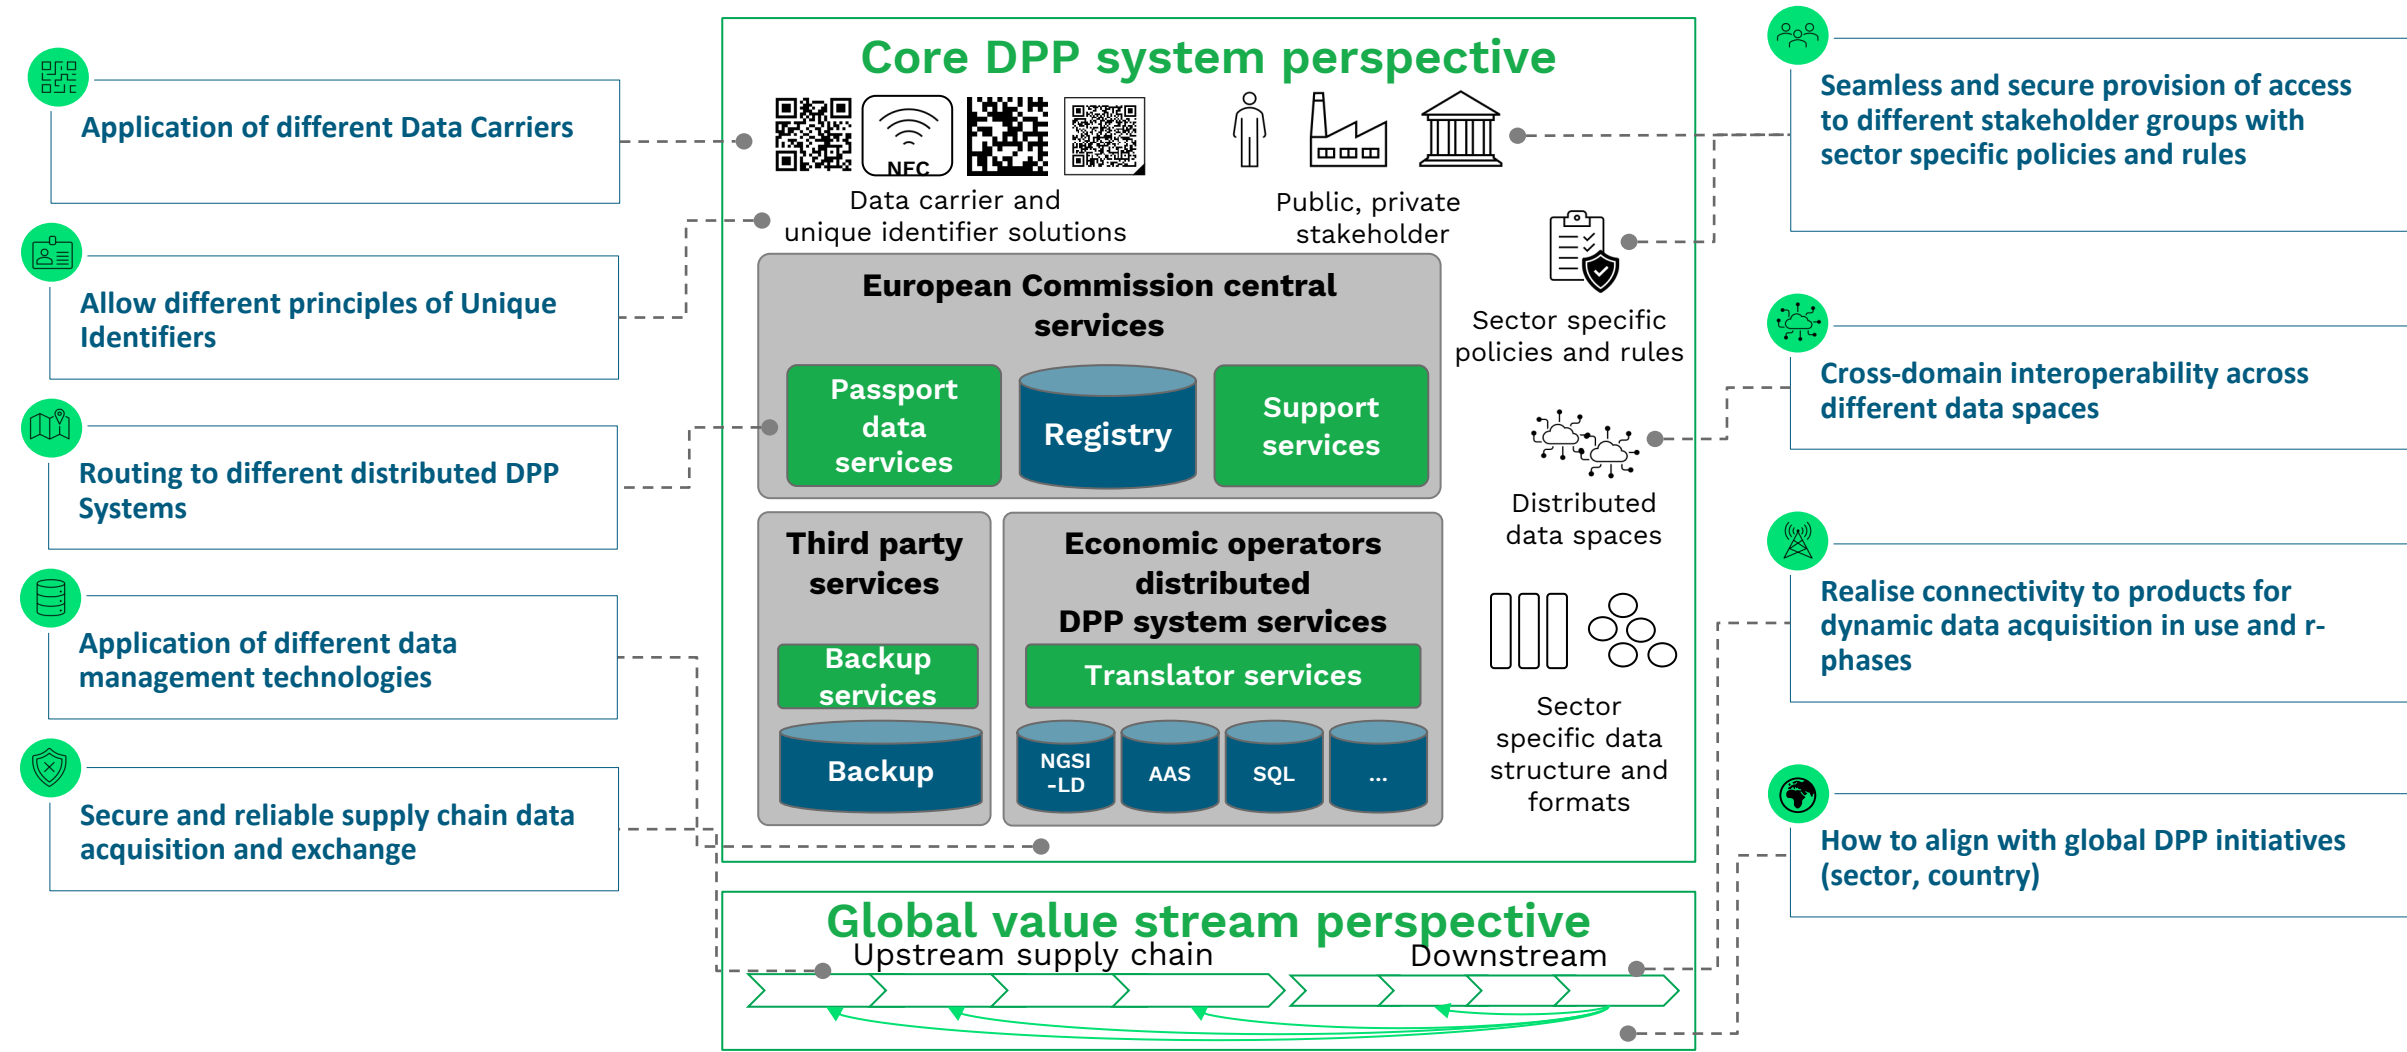 Application of different Data Carriers
Allow different principles of Unique
Identifiers
Routing to different distributed DPP
Systems
Application of different data
management technologies
Secure and reliable supply chain data
acquisition and exchange
Core DPP system perspective
NFC
Data carrier and
unique identifier solutions
Public, private
stakeholder
European Commission central
services
Passport
data
services
Registry
Support
services
Third party
services
Backup
services
Backup
Economic operators
distributed
DPP system services
Translator services
NGSI
-LD
AAS
SQL
...
Sector specific
policies and rules
Distributed
data spaces
Sector
specific data
structure and
formats
Global value stream perspective
Upstream supply chain
Downstream
Seamless and secure provision of access
to different stakeholder groups with
sector specific policies and rules
Cross-domain interoperability across
different data spaces
Realise connectivity to products for
dynamic data acquisition in use and r-
phases
How to align with global DPP initiatives
(sector, country)